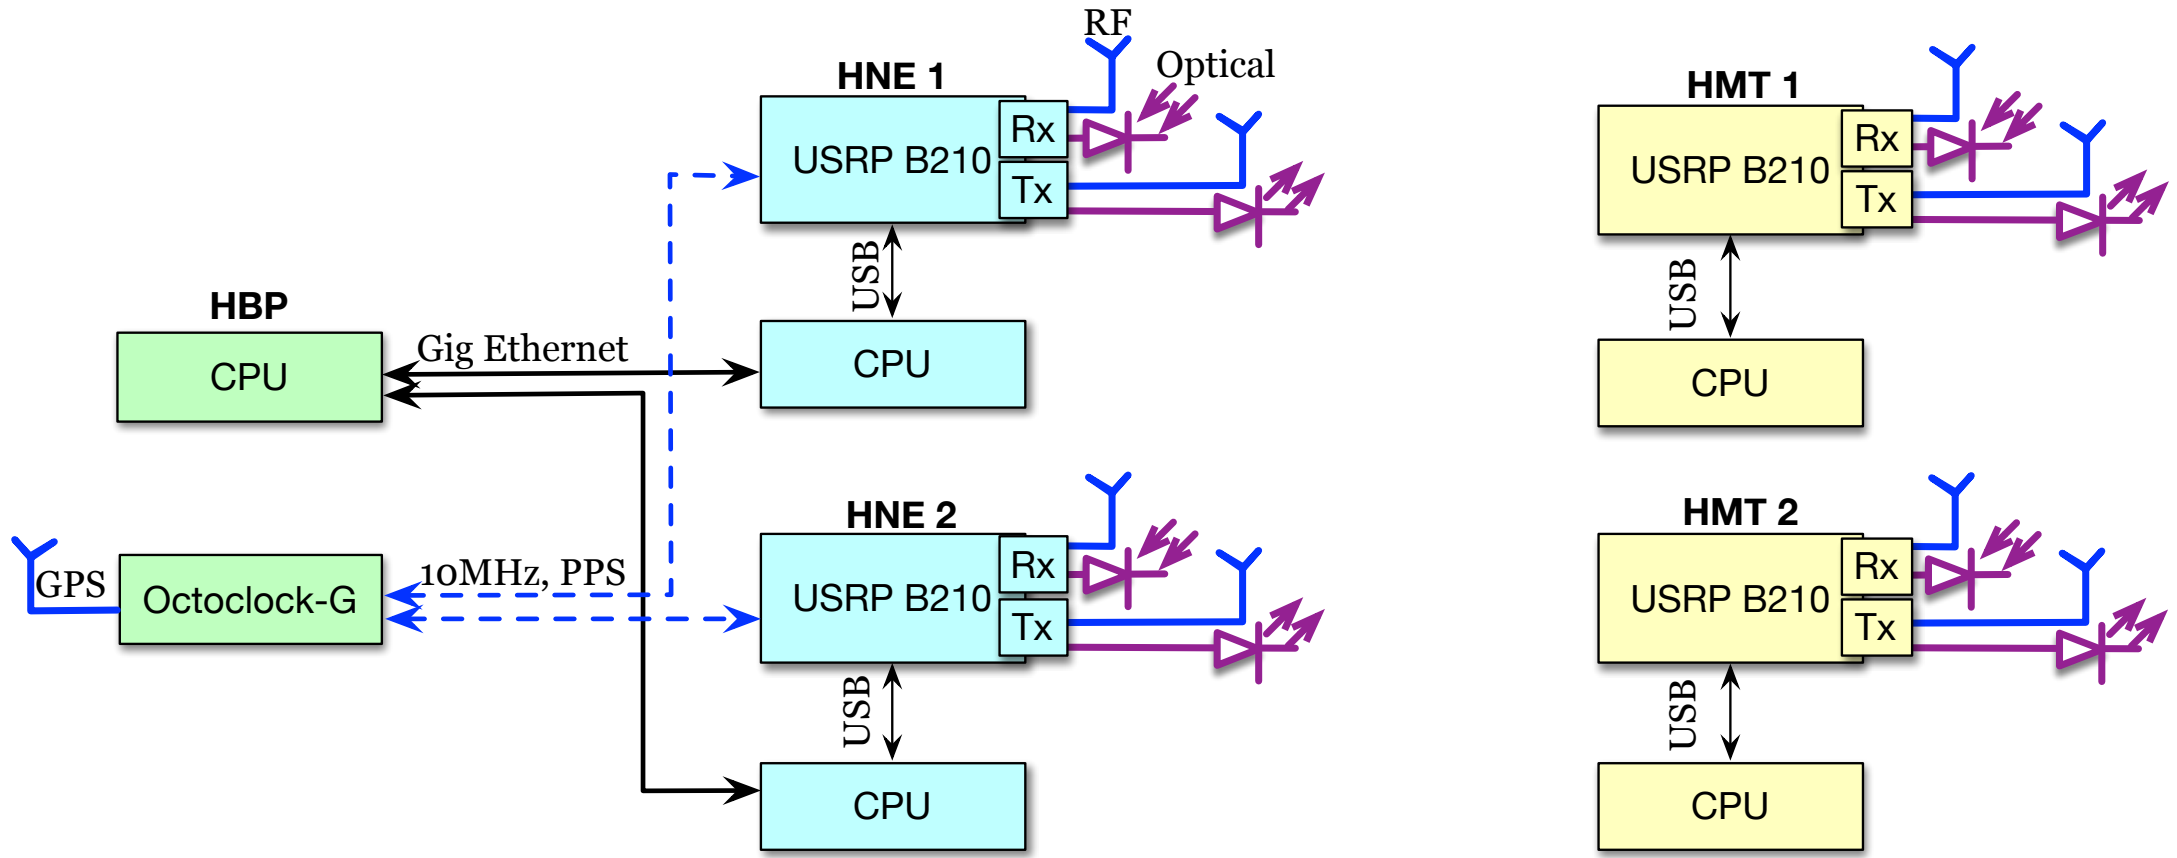 RF
Optical
HNE 1
USRP B210
Rx
Tx
USB
CPU
HMT 1
USRP B210
Rx
Tx
USB
CPU
HBP
CPU
Gig Ethernet
GPS
Octoclock-G
10MHz, PPS
HNE 2
USRP B210
Rx
Tx
USB
CPU
HMT 2
USRP B210
Rx
Tx
USB
CPU